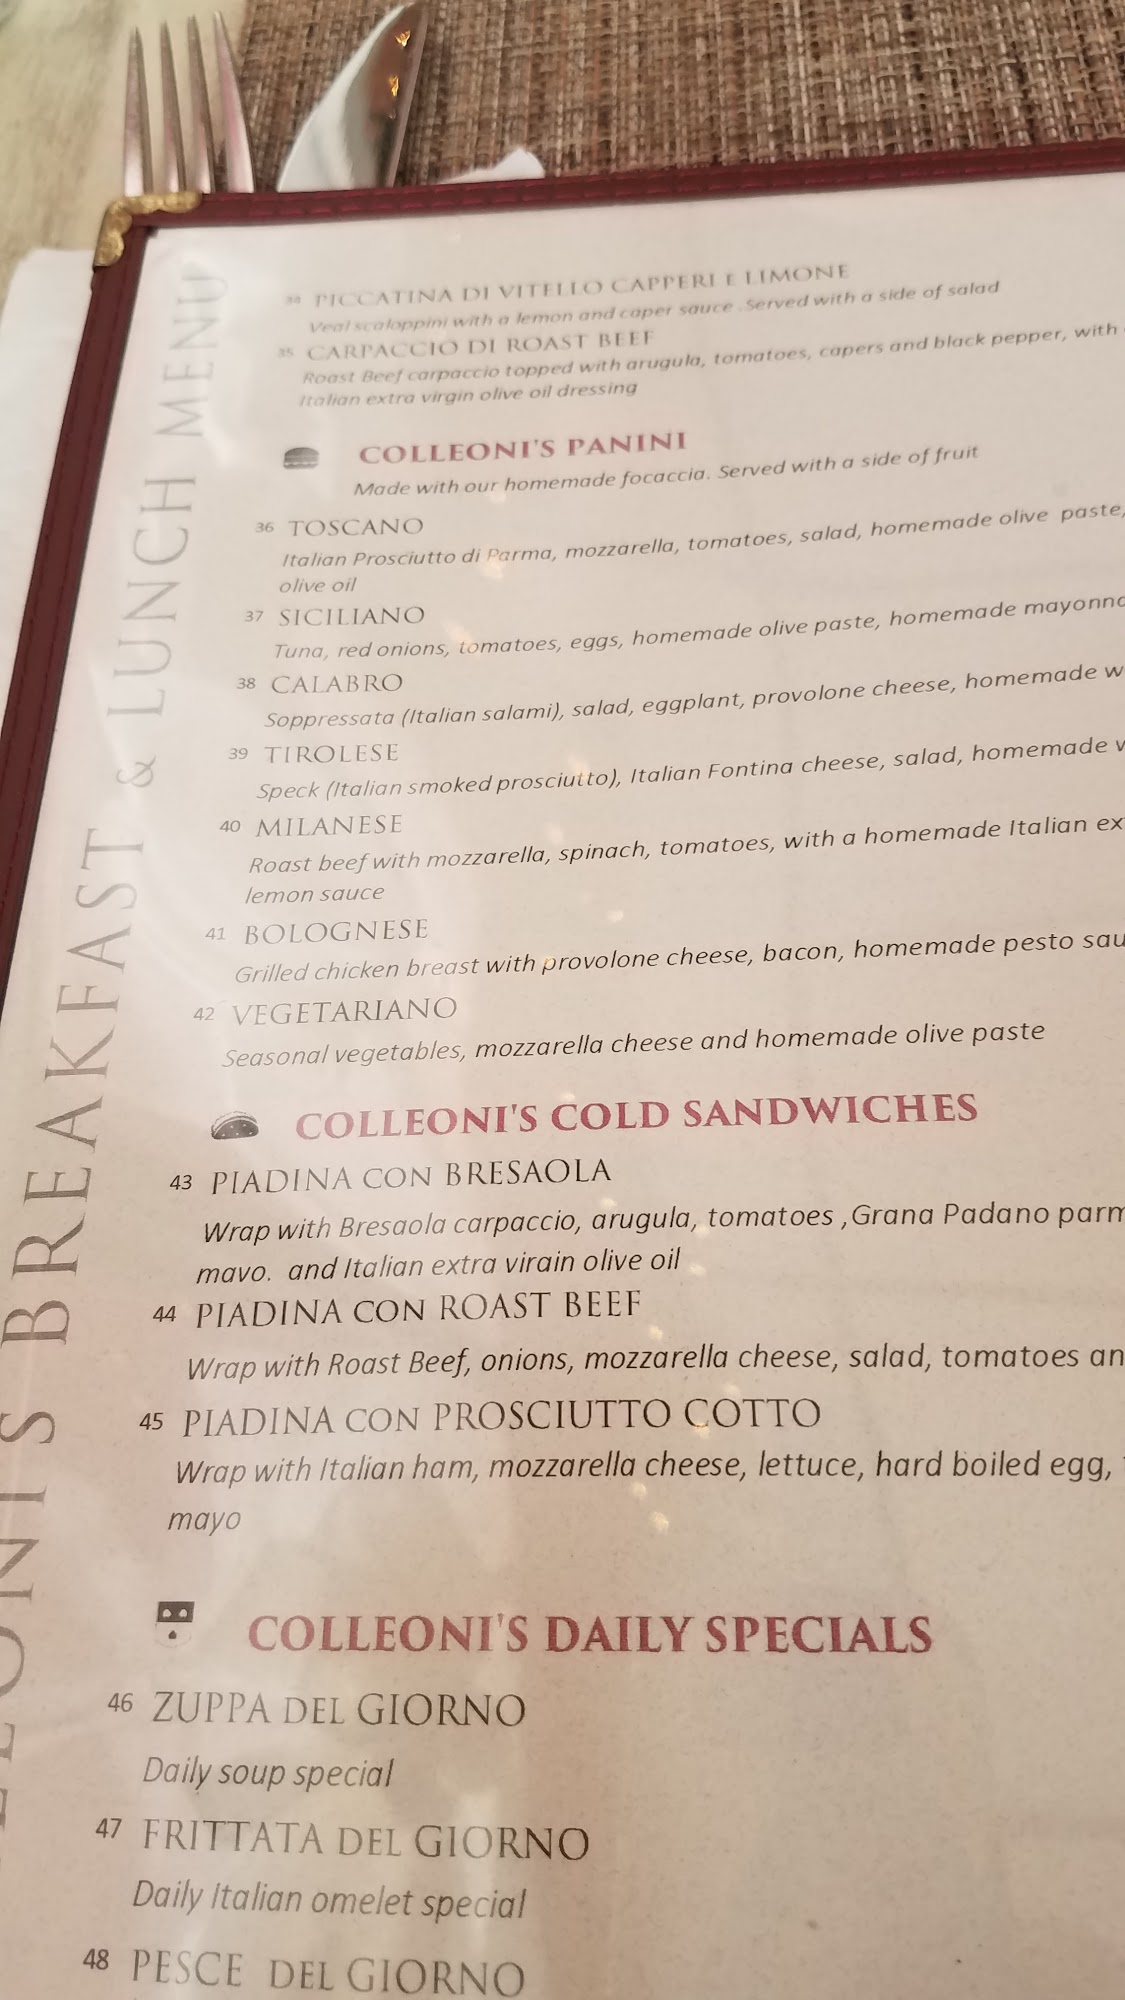 34 PICCATINA DI VITELLO CAPPERI E LIMONE
Veal scaloppini with a lemon and caper sauce .Served with a side of salad
35 CARPACCIO DI ROAST BEEF
Roast Beef carpaccio topped with arugula, tomatoes, capers and black pepper, with
Italian extra virgin olive oil dressing
COLLEONI'S PANINI
Made with our homemade focaccia. Served with a side of fruit
36 TOSCANO
Italian Prosciutto di Parma, mozzarella, tomatoes, salad, homemade olive paste,
olive oil
37 SICILIANO
Tuna, red onions, tomatoes, eggs, homemade olive paste, homemade mayonna
38 CALABRO
Soppressata (Italian salami), salad, eggplant, provolone cheese, homemade w
39 TIROLESE
Speck (Italian smoked prosciutto), Italian Fontina cheese, salad, homemade
40 MILANESE
Roast beef with mozzarella, spinach, tomatoes, with a homemade Italian ex
lemon sauce
41 BOLOGNESE
Grilled chicken breast with provolone cheese, bacon, homemade pesto sau
42 VEGETARIANO
Seasonal vegetables, mozzarella cheese and homemade olive paste
COLLEONI'S COLD SANDWICHES
43 PIADINA CON BRESAOLA
Wrap with Bresaola carpaccio, arugula, tomatoes ,Grana Padano parm
mayo. and Italian extra virgin olive oil
44 PIADINA CON ROAST BEEF
Wrap with Roast Beef, onions, mozzarella cheese, salad, tomatoes an
45 PIADINA CON PROSCIUTTO COTTO
Wrap with Italian ham, mozzarella cheese, lettuce, hard boiled egg,
mayo
COLLEONI'S DAILY SPECIALS
46 ZUPPA DEL GIORNO
Daily soup special
47 FRITTATA DEL GIORNO
Daily Italian omelet special
48 PESCE DEL GIORNO
LEONI'S BREAKFAST & LUNCH MENU